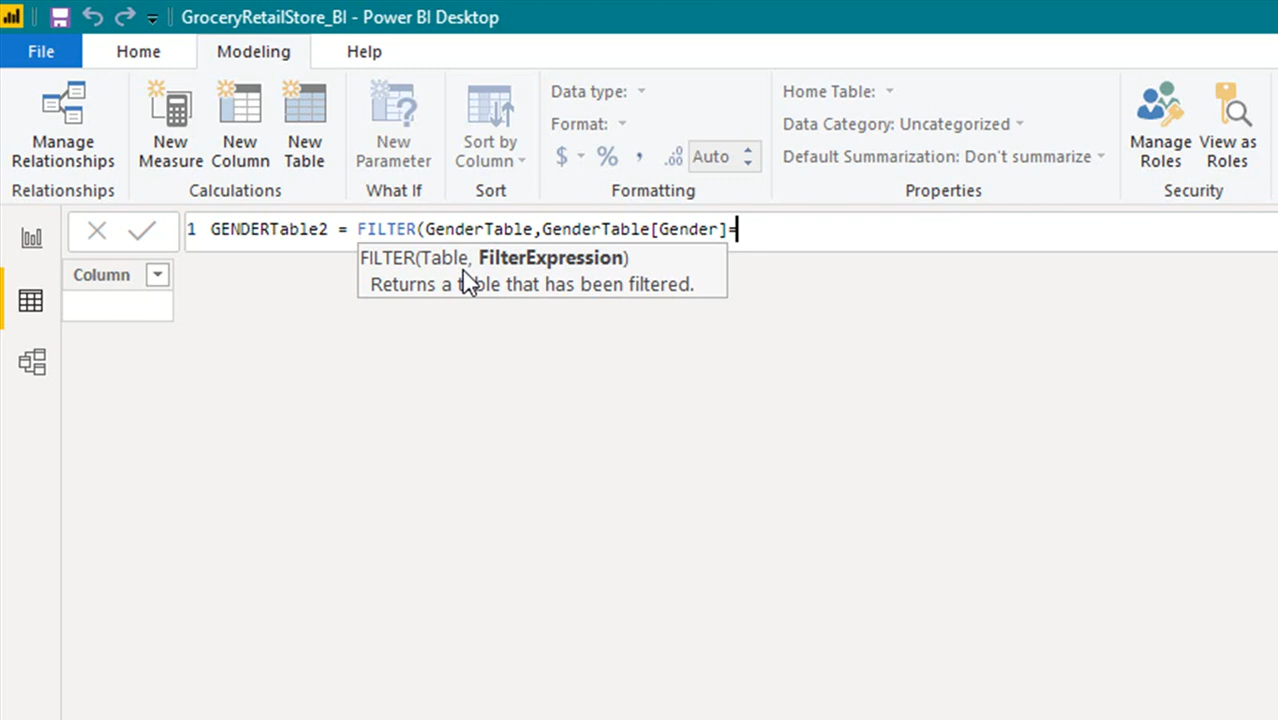 GroceryRetailStore_BI - Power BI Desktop
File Home Modeling Help
Manage Relationships
New Measure
New Column
New Table
New Parameter
Sort by Column
Data type:
Format:
$ % , .00 Auto
Home Table:
Data Category: Uncategorized
Default Summarization: Don't summarize
Manage Roles
View as Roles
Relationships Calculations What If Sort Formatting Properties Security
1 GENDERTable2 = FILTER(GenderTable,GenderTable[Gender]=
FILTER(Table, FilterExpression)
Returns a table that has been filtered.
Column